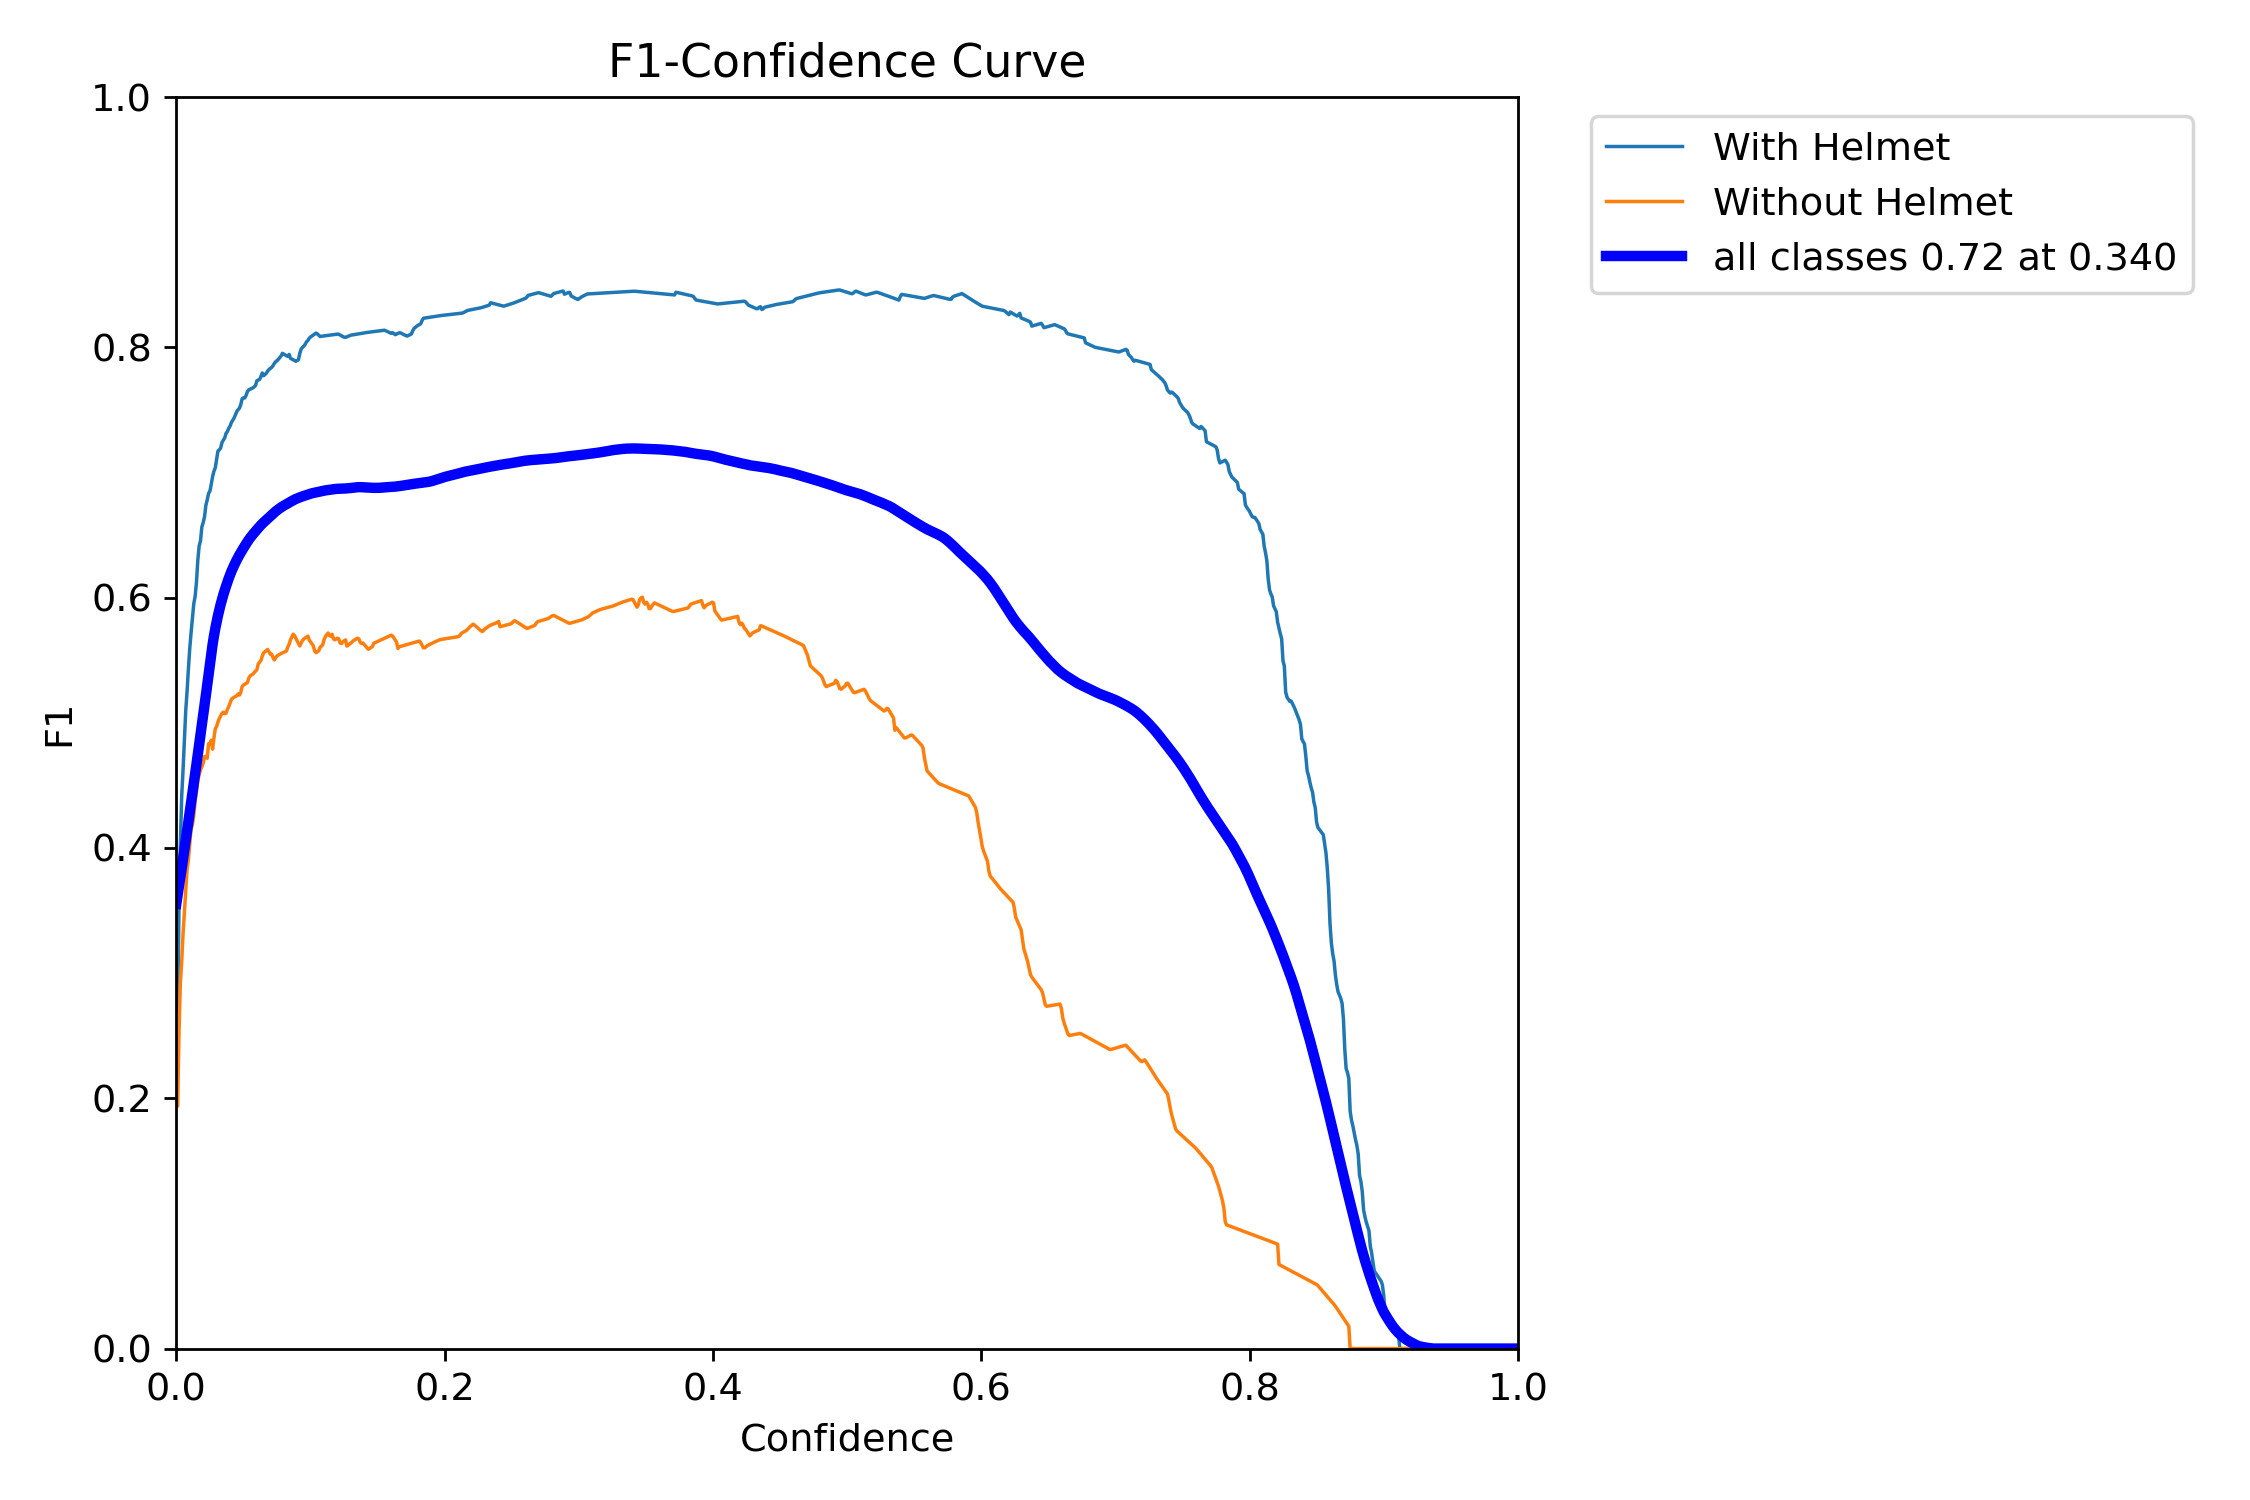 F1-Confidence Curve
With Helmet
Without Helmet
all classes 0.72 at 0.340
F1
1.0
0.8
0.6
0.4
0.2
0.0
0.0 0.2 0.4 0.6 0.8 1.0
Confidence